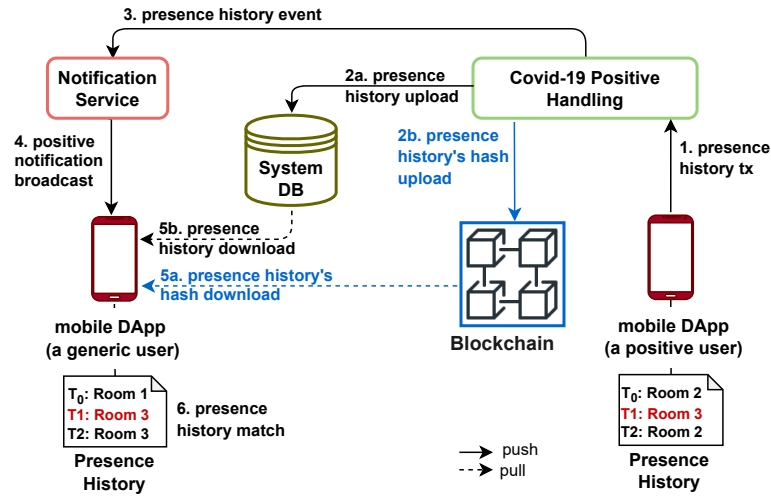 3. presence history event
Notification
Service
2a. presence
history upload
Covid-19 Positive
Handling
4. positive
notification
broadcast
System
DB
2b. presence
history's hash
upload
1. presence
history tx
5b. presence
history download
5a. presence history's
hash download
mobile DApp
(a generic user)
Blockchain
mobile DApp
(a positive user)
T0: Room 1
T1: Room 3
T2: Room 3
6. presence
history match
T0: Room 2
T1: Room 3
T2: Room 2
Presence
History
push
pull
Presence
History